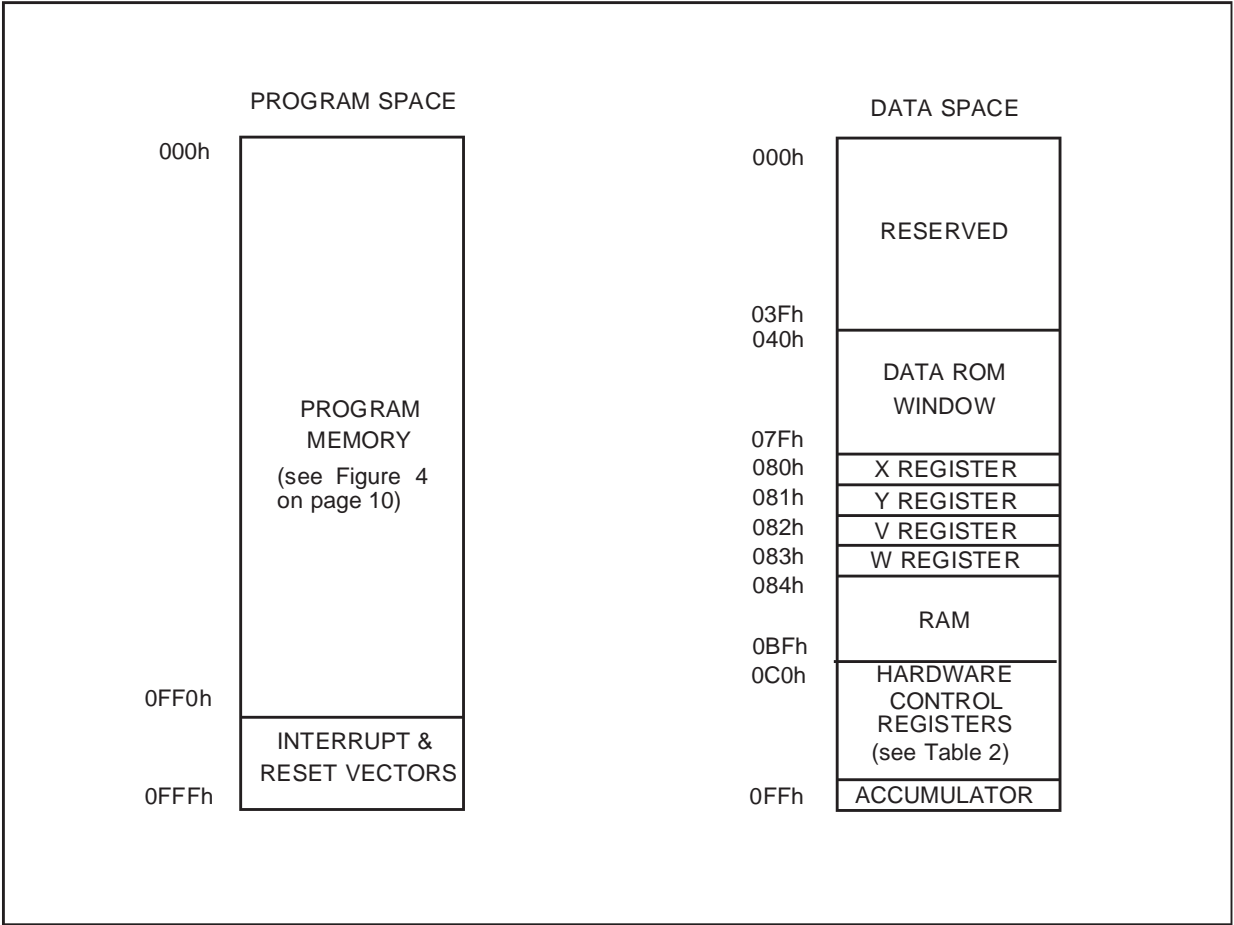 PROGRAM SPACE
000h
PROGRAM
MEMORY
(see Figure 4
on page 10)
0FF0h
INTERRUPT &
RESET VECTORS
0FFFh
DATA SPACE
000h
RESERVED
03Fh
040h
DATA ROM
WINDOW
07Fh
080h X REGISTER
081h Y REGISTER
082h V REGISTER
083h W REGISTER
084h
RAM
0BFh
0C0h HARDWARE
CONTROL
REGISTERS
(see Table 2)
0FFh ACCUMULATOR